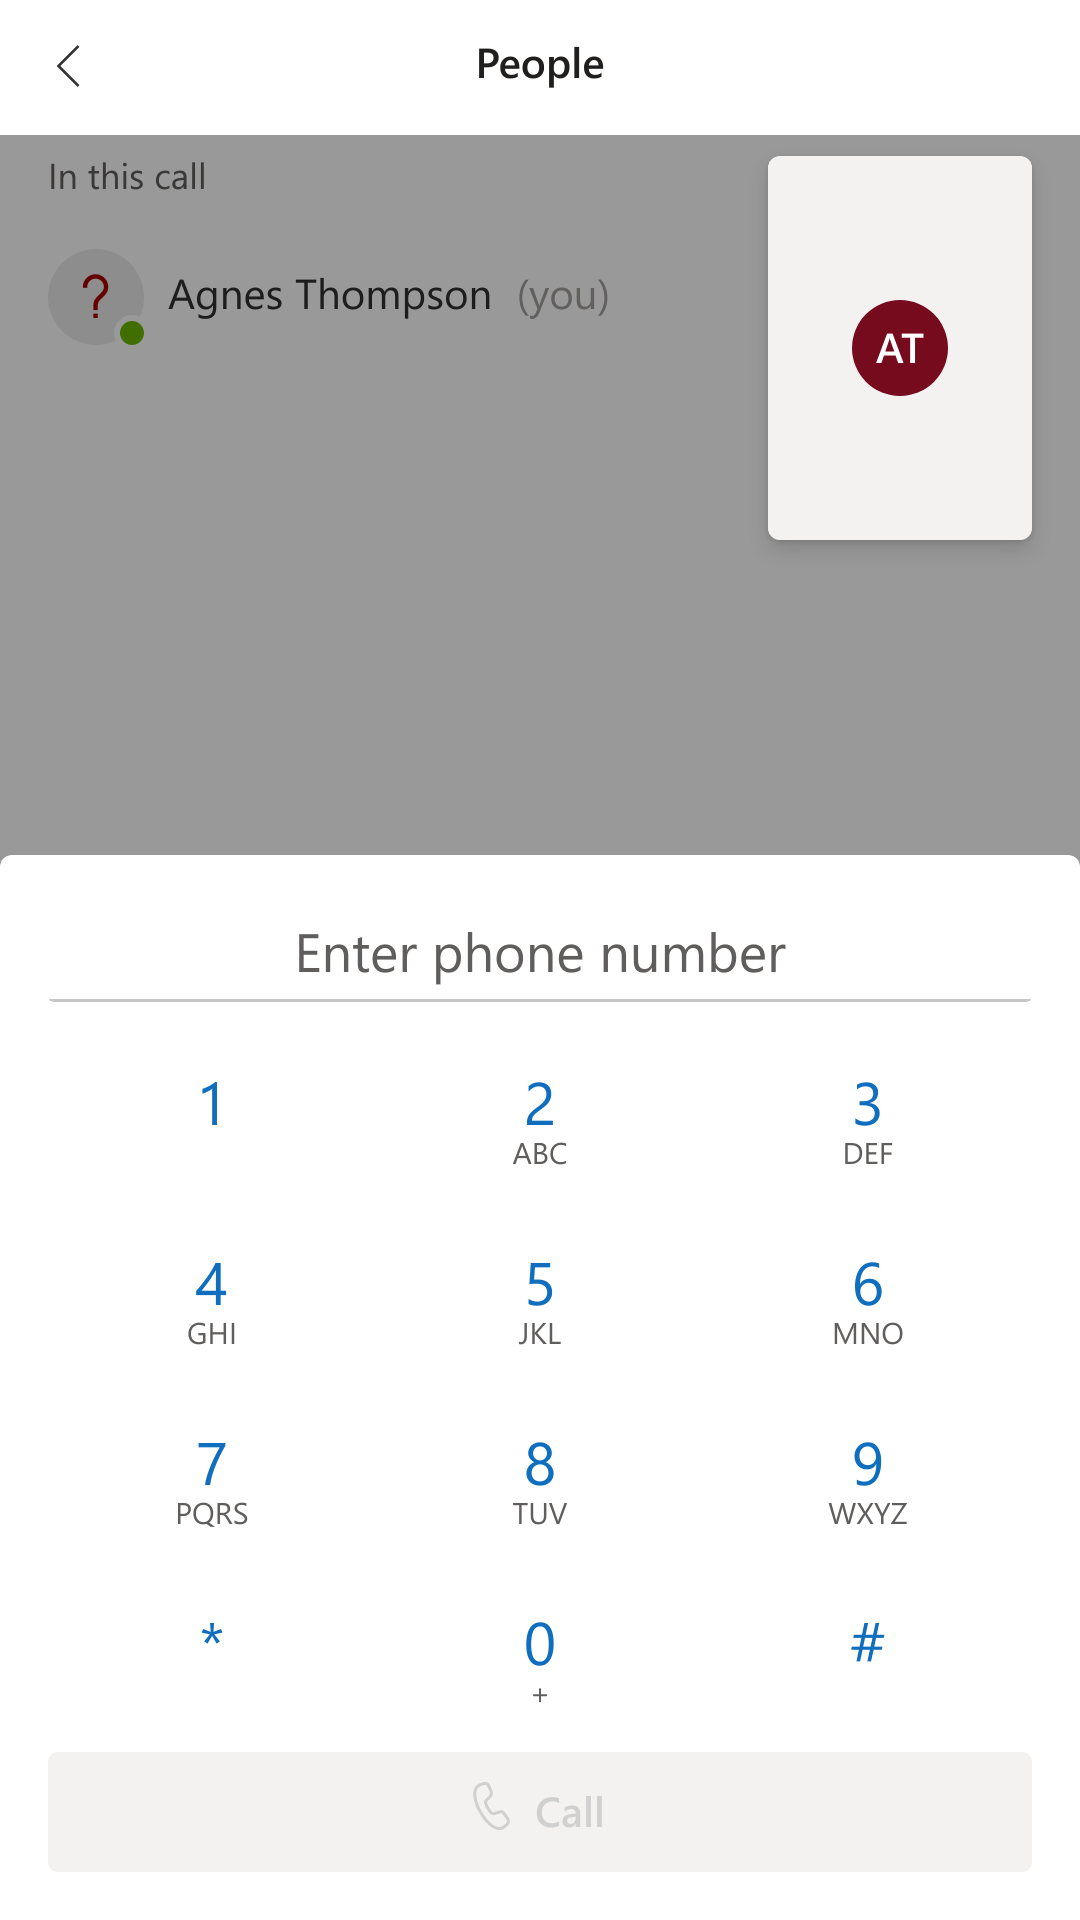 People
In this call
?
Agnes Thompson (you)
AT
Enter phone number
1
2
ABC
3
DEF
4
GHI
5
JKL
6
MNO
7
PQRS
8
TUV
9
WXYZ
*
0
+
#
Call